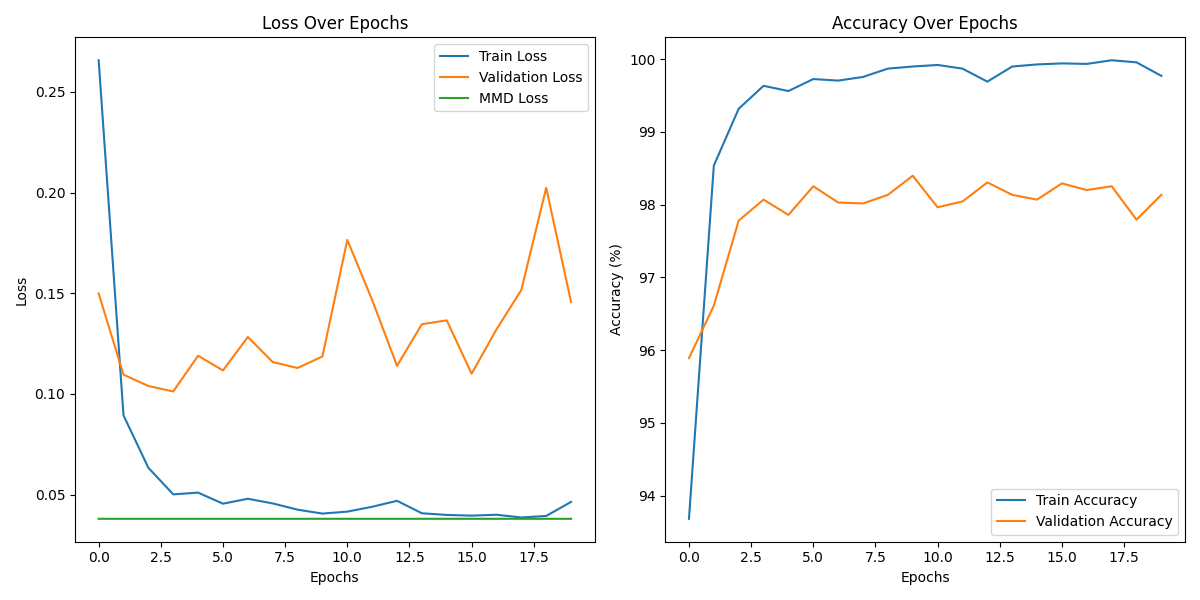 Loss Over Epochs
Train Loss
Validation Loss
MMD Loss
0.25
0.20
0.15
0.10
0.05
Loss
0.0 2.5 5.0 7.5 10.0 12.5 15.0 17.5
Epochs
Accuracy Over Epochs
100
99
98
97
96
95
94
Accuracy (%)
Train Accuracy
Validation Accuracy
0.0 2.5 5.0 7.5 10.0 12.5 15.0 17.5
Epochs